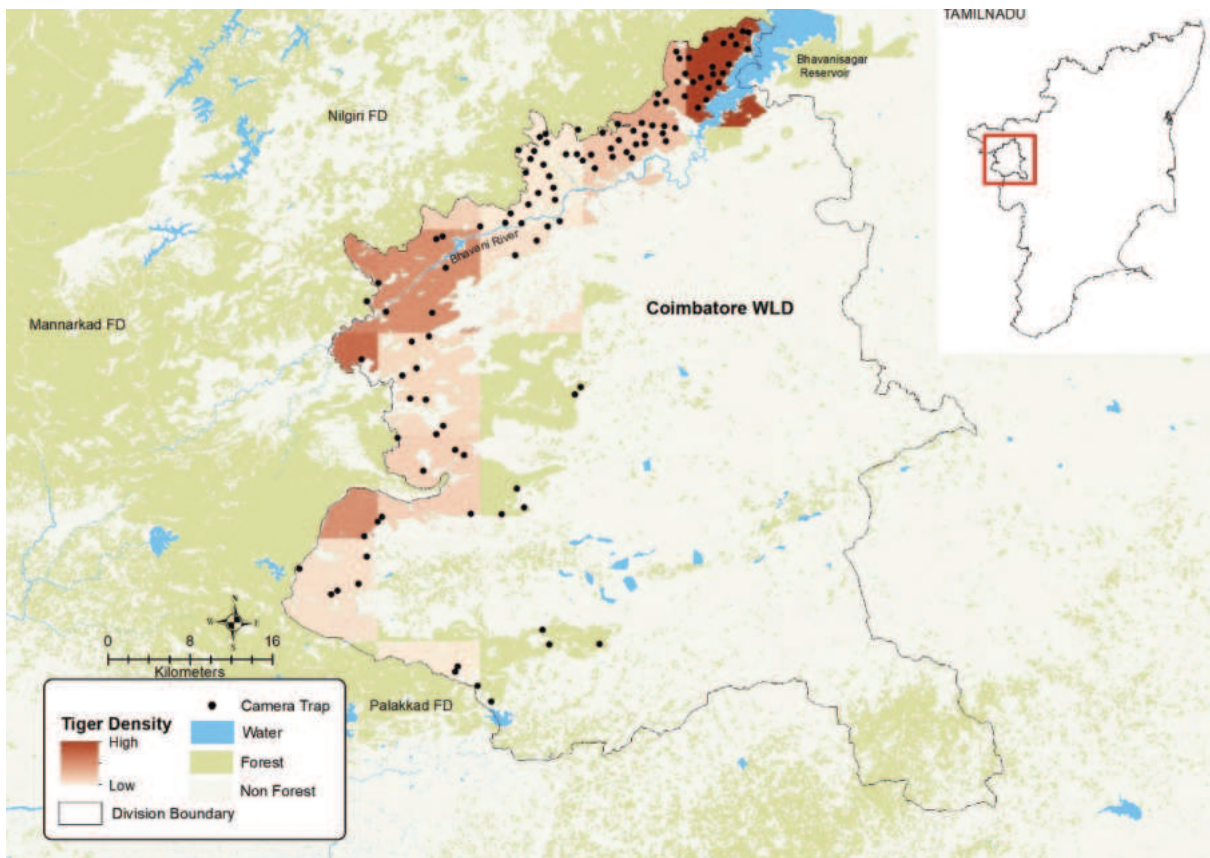 TAMILNADU
Bhavanisagar
Reservoir
Nilgiri FD
Bhavani River
Coimbatore WLD
Mannarkad FD
N
W E
S
0 8 16
Kilometers
Palakkad FD
Tiger Density
High
Low
Division Boundary
Camera Trap
Water
Forest
Non Forest